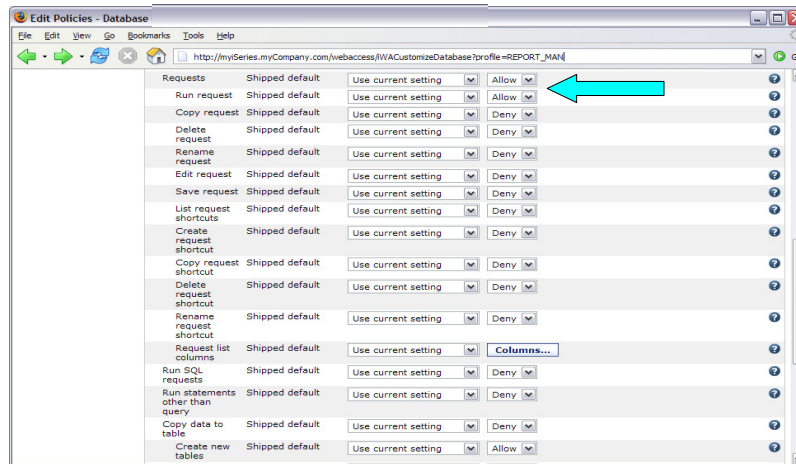 Edit Policies - Database
File Edit View Go Bookmarks Tools Help
http://myiSeries.myCompany.com/webaccess/iWACustomizeDatabase?profile=REPORT_MAN
Requests Shipped default Use current setting Allow
Run request Shipped default Use current setting Allow
Copy request Shipped default Use current setting Deny
Delete request Shipped default Use current setting Deny
Rename request Shipped default Use current setting Deny
Edit request Shipped default Use current setting Deny
Save request Shipped default Use current setting Deny
List request shortcuts Shipped default Use current setting Deny
Create request shortcut Shipped default Use current setting Deny
Copy request shortcut Shipped default Use current setting Deny
Delete request shortcut Shipped default Use current setting Deny
Rename request shortcut Shipped default Use current setting Deny
Request list columns Shipped default Use current setting Columns...
Run SQL requests Shipped default Use current setting Deny
Run statements other than query Shipped default Use current setting Deny
Copy data to table Shipped default Use current setting Deny
Create new tables Shipped default Use current setting Allow